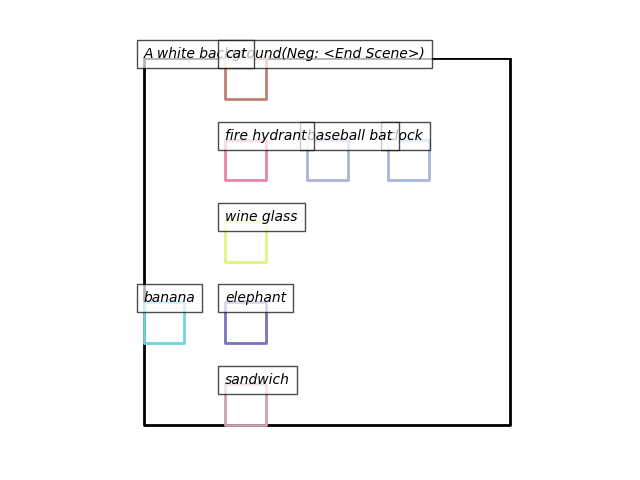 A white background(Neg: <End Scene>)
cat
fire hydrant
baseball bat
clock
wine glass
banana
elephant
sandwich